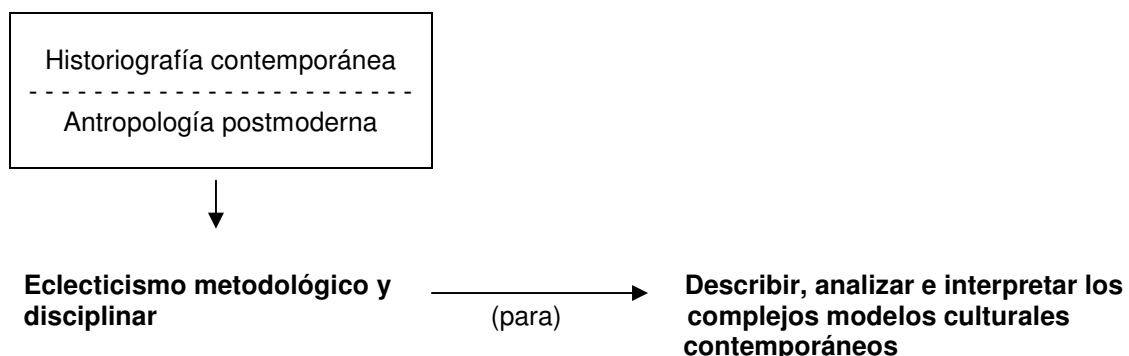 Historiografía contemporánea
- - - - - - - - - - - - - - - - - - - - - - - -
Antropología postmoderna
Eclecticismo metodológico y
disciplinar
(para)
Describir, analizar e interpretar los
complejos modelos culturales
contemporáneos